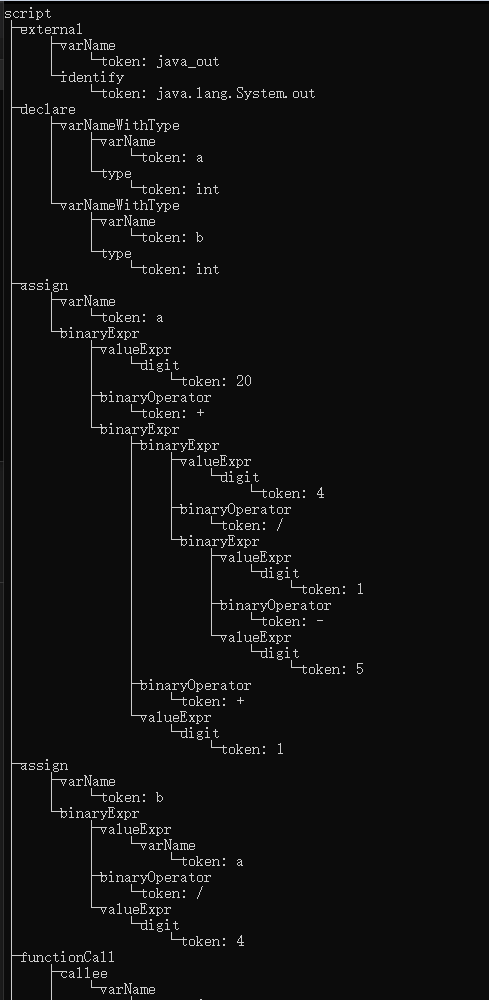 script
external
varName
token: java_out
identify
token: java.lang.System.out
declare
varNameWithType
varName
token: a
type
token: int
varNameWithType
varName
token: b
type
token: int
assign
varName
token: a
binaryExpr
valueExpr
digit
token: 20
binaryOperator
token: +
binaryExpr
binaryExpr
valueExpr
digit
token: 4
binaryOperator
token: /
binaryExpr
valueExpr
digit
token: 1
binaryOperator
token: -
valueExpr
digit
token: 5
binaryOperator
token: +
valueExpr
digit
token: 1
assign
varName
token: b
binaryExpr
valueExpr
varName
token: a
binaryOperator
token: /
valueExpr
digit
token: 4
functionCall
callee
varName